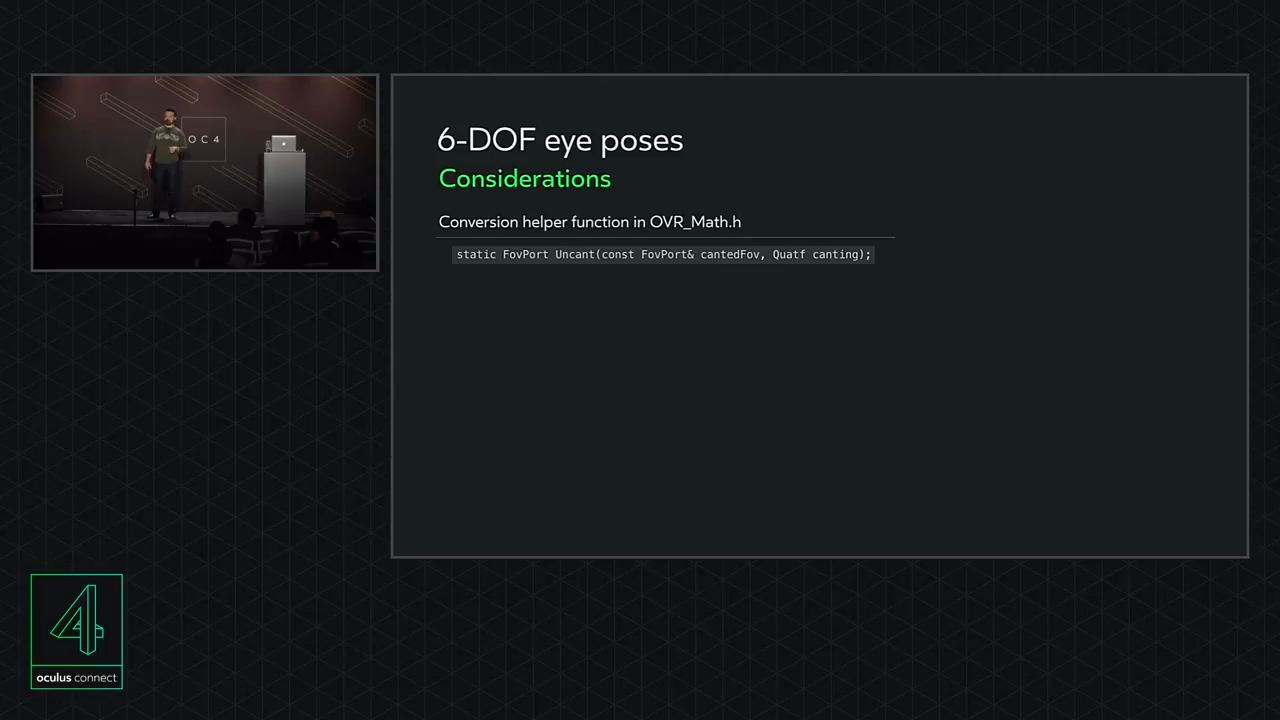 OC4
6-DOF eye poses
Considerations
Conversion helper function in OVR_Math.h
static FovPort Uncant(const FovPort& cantedFov, Quatf canting);
4
oculus connect